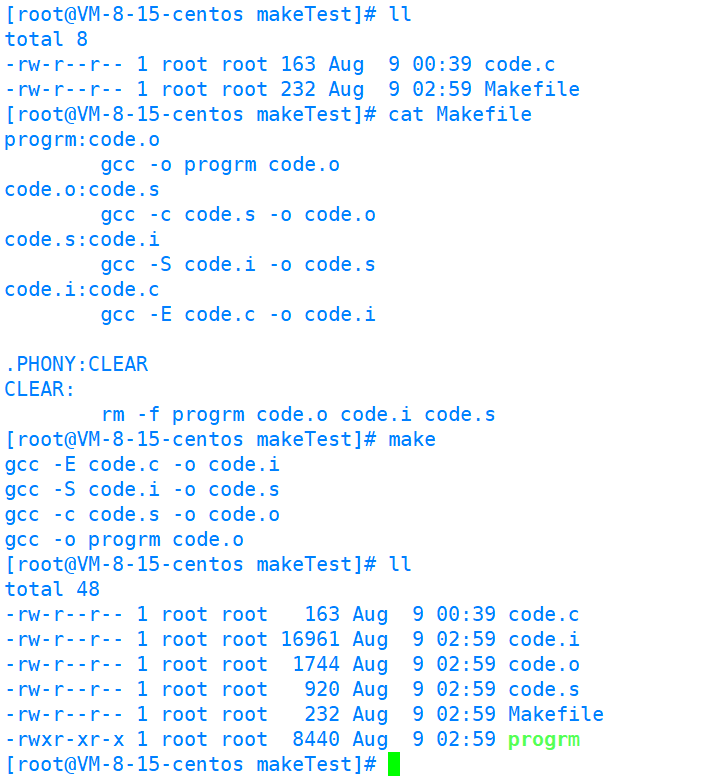 [root@VM-8-15-centos makeTest]# ll
total 8
-rw-r--r-- 1 root root 163 Aug  9 00:39 code.c
-rw-r--r-- 1 root root 232 Aug  9 02:59 Makefile
[root@VM-8-15-centos makeTest]# cat Makefile
progrm:code.o
        gcc -o progrm code.o
code.o:code.s
        gcc -c code.s -o code.o
code.s:code.i
        gcc -S code.i -o code.s
code.i:code.c
        gcc -E code.c -o code.i

.PHONY:CLEAR
CLEAR:
        rm -f progrm code.o code.i code.s
[root@VM-8-15-centos makeTest]# make
gcc -E code.c -o code.i
gcc -S code.i -o code.s
gcc -c code.s -o code.o
gcc -o progrm code.o
[root@VM-8-15-centos makeTest]# ll
total 48
-rw-r--r-- 1 root root   163 Aug  9 00:39 code.c
-rw-r--r-- 1 root root 16961 Aug  9 02:59 code.i
-rw-r--r-- 1 root root  1744 Aug  9 02:59 code.o
-rw-r--r-- 1 root root   920 Aug  9 02:59 code.s
-rw-r--r-- 1 root root   232 Aug  9 02:59 Makefile
-rwxr-xr-x 1 root root  8440 Aug  9 02:59 progrm
[root@VM-8-15-centos makeTest]#